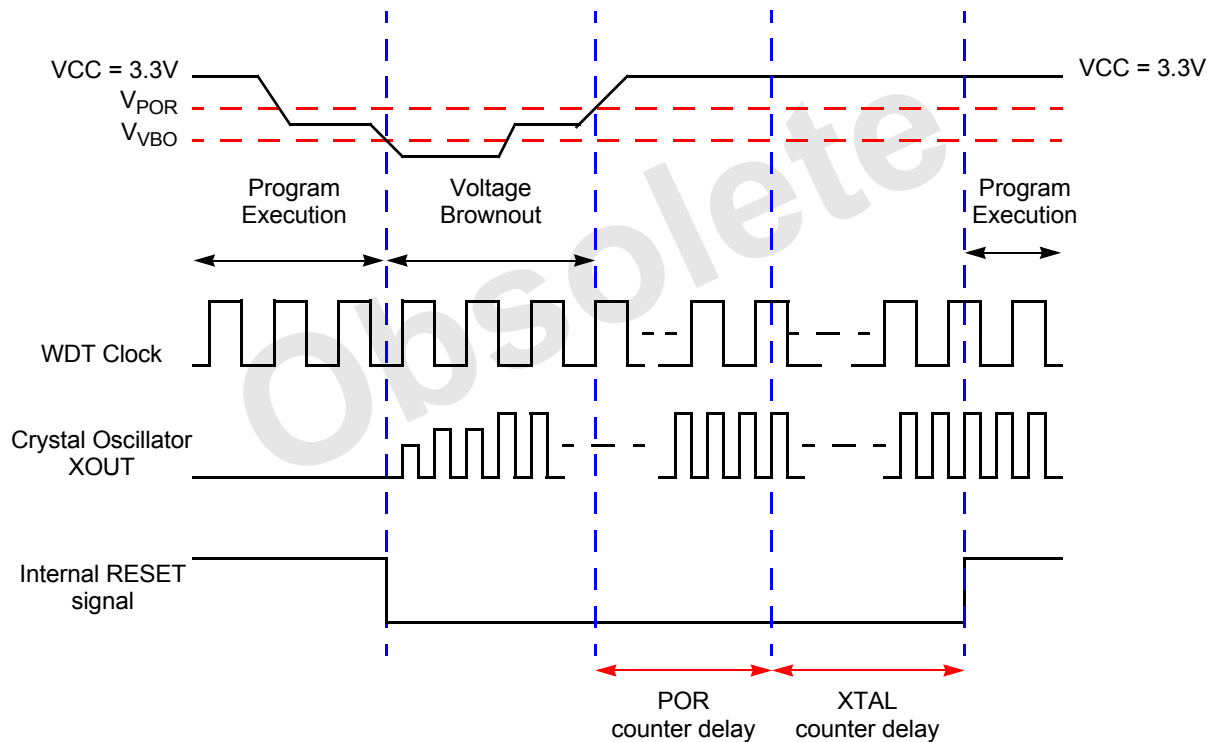 VCC = 3.3V
VCC = 3.3V
VPOR
VVBO
Program
Execution
Voltage
Brownout
Program
Execution
Obsolete
WDT Clock
Crystal Oscillator
XOUT
Internal RESET
signal
POR
counter delay
XTAL
counter delay